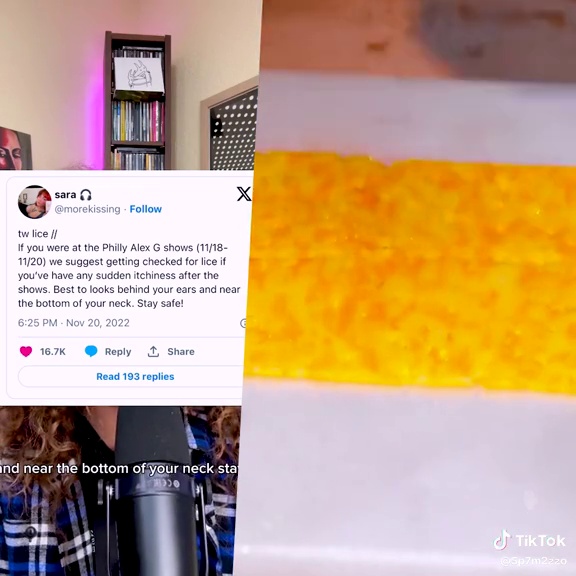 sara 🎧
@morekissing · Follow
tw lice //
If you were at the Philly Alex G shows (11/18-
11/20) we suggest getting checked for lice if
you've have any sudden itchiness after the
shows. Best to looks behind your ears and near
the bottom of your neck. Stay safe!
6:25 PM · Nov 20, 2022
16.7K Reply Share
Read 193 replies
and near the bottom of your neck stay
TikTok